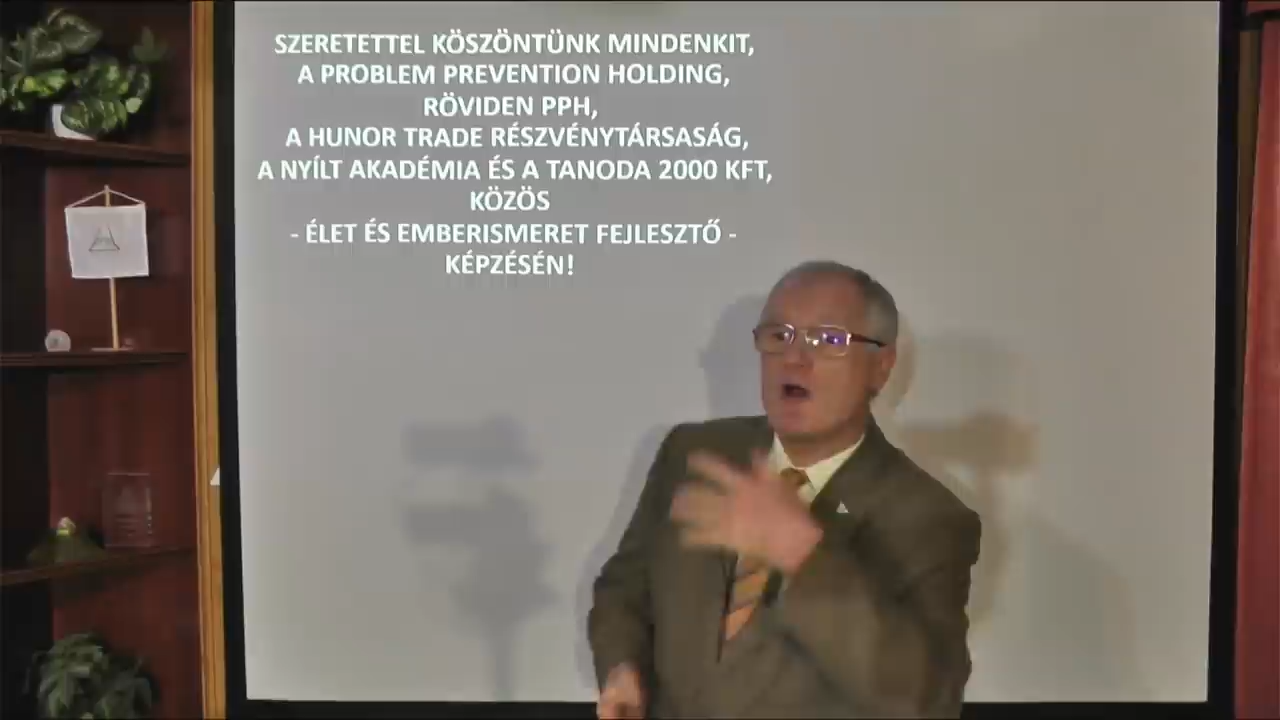 SZERETETTEL KÖSZÖNTÜNK MINDENKIT,
A PROBLEM PREVENTION HOLDING,
RÖVIDEN PPH,
A HUNOR TRADE RÉSZVÉNYTÁRSASÁG,
A NYÍLT AKADÉMIA ÉS A TANODA 2000 KFT,
KÖZÖS
- ÉLET ÉS EMBERISMERET FEJLESZTŐ -
KÉPZÉSÉN!